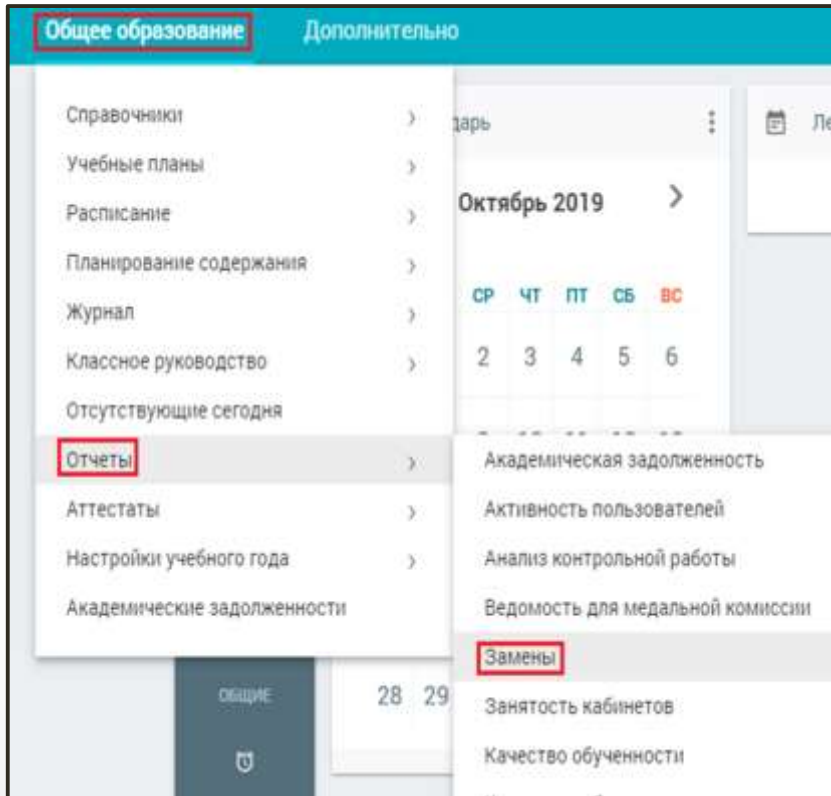 Общее образование Дополнительно
Справочники
Учебные планы
Расписание
Планирование содержания
Журнал
Классное руководство
Отсутствующие сегодня
Отчеты
Аттестаты
Настройки учебного года
Академические задолженности
дарь
Октябрь 2019
СР ЧТ ПТ СБ ВС
2 3 4 5 6
Академическая задолженность
Активность пользователей
Анализ контрольной работы
Ведомость для медальной комиссии
Замены
Занятость кабинетов
Качество обученности
ОБЩИЕ
28 29
Ле